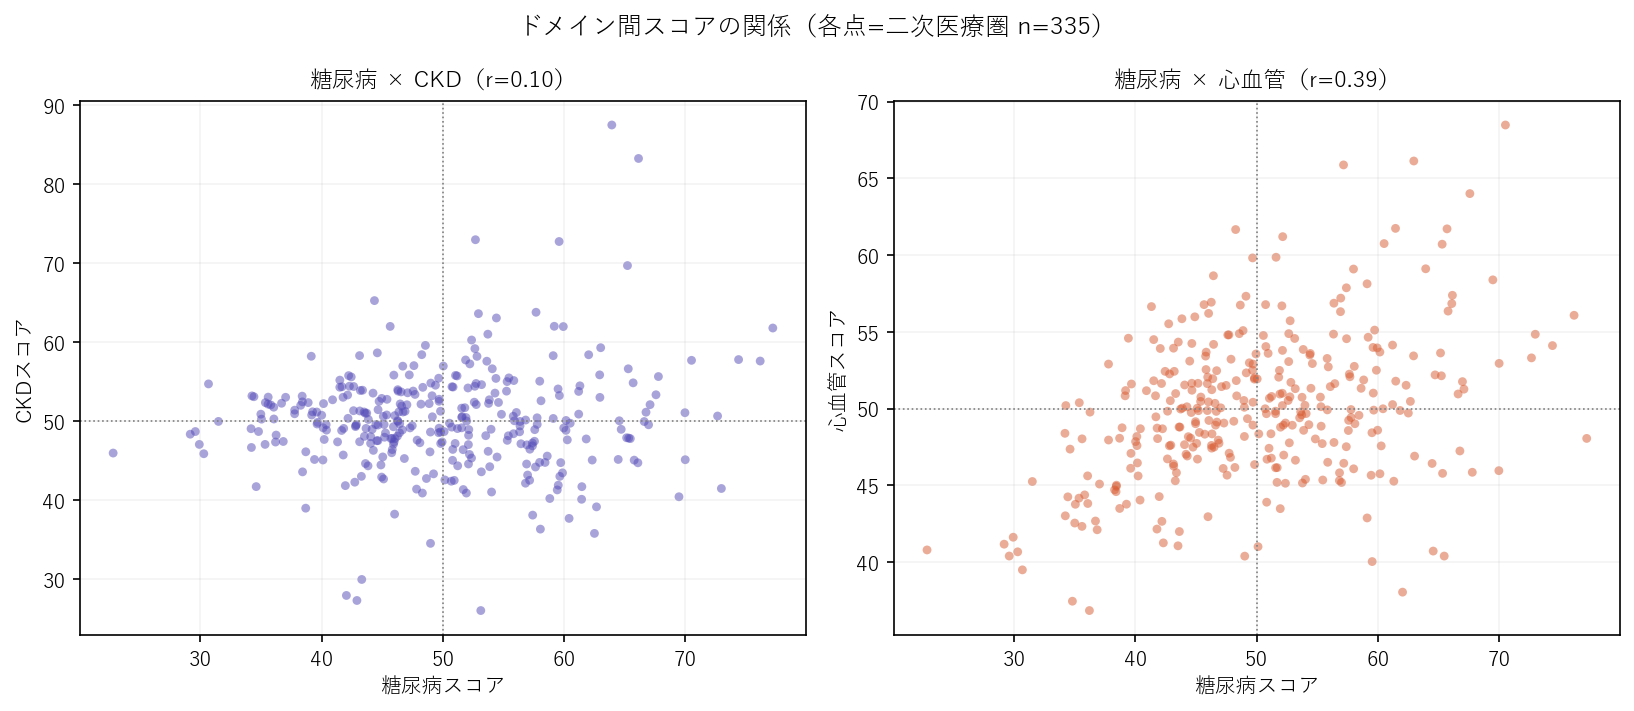 ドメイン間スコアの関係（各点=二次医療圏 n=335）
糖尿病 × CKD（r=0.10）
90
80
70
60
50
40
30
CKDスコア
30 40 50 60 70
糖尿病スコア
糖尿病 × 心血管（r=0.39）
70
65
60
55
50
45
40
心血管スコア
30 40 50 60 70
糖尿病スコア